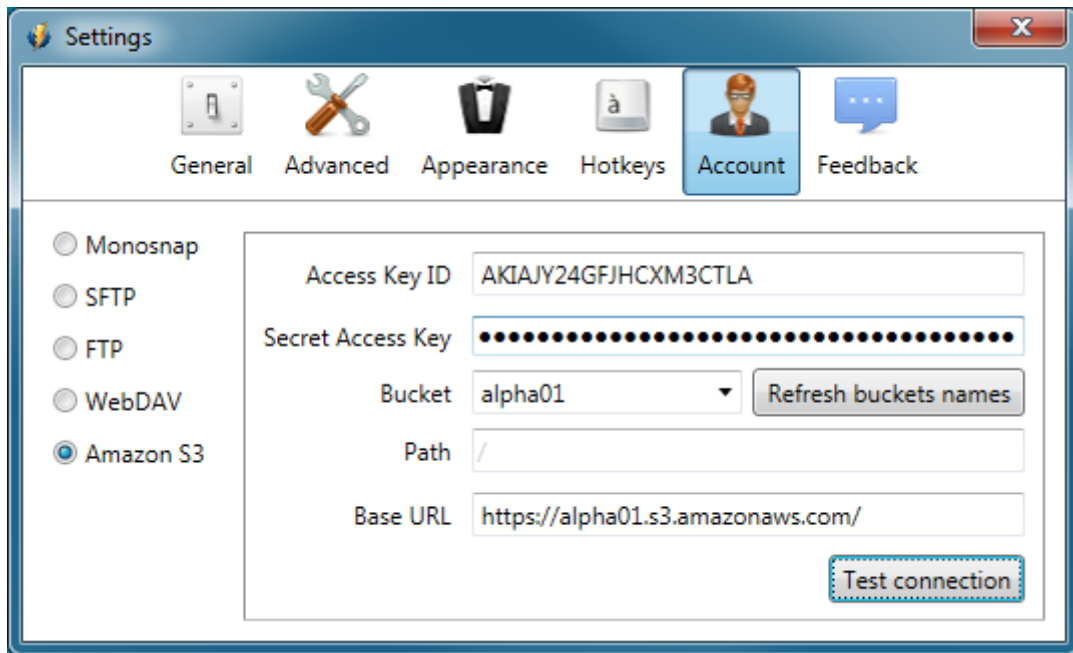 Settings
General Advanced Appearance Hotkeys Account Feedback
Monosnap
SFTP
FTP
WebDAV
Amazon S3
Access Key ID AKIAJY24GFJHCXM3CTLA
Secret Access Key ●●●●●●●●●●●●●●●●●●●●●●●●●●●●●●●●●●●●●●
Bucket alpha01 Refresh buckets names
Path /
Base URL https://alpha01.s3.amazonaws.com/
Test connection